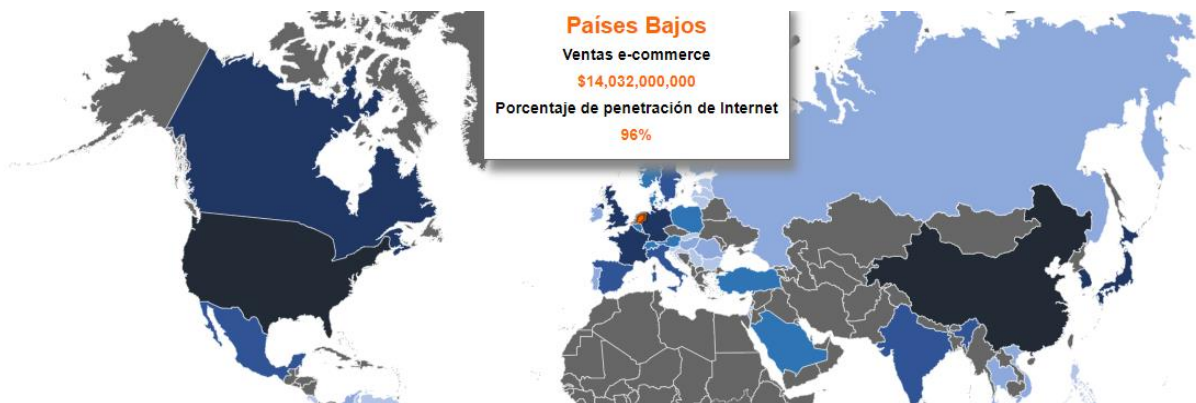 Países Bajos
Ventas e-commerce
$14,032,000,000
Porcentaje de penetración de Internet
96%